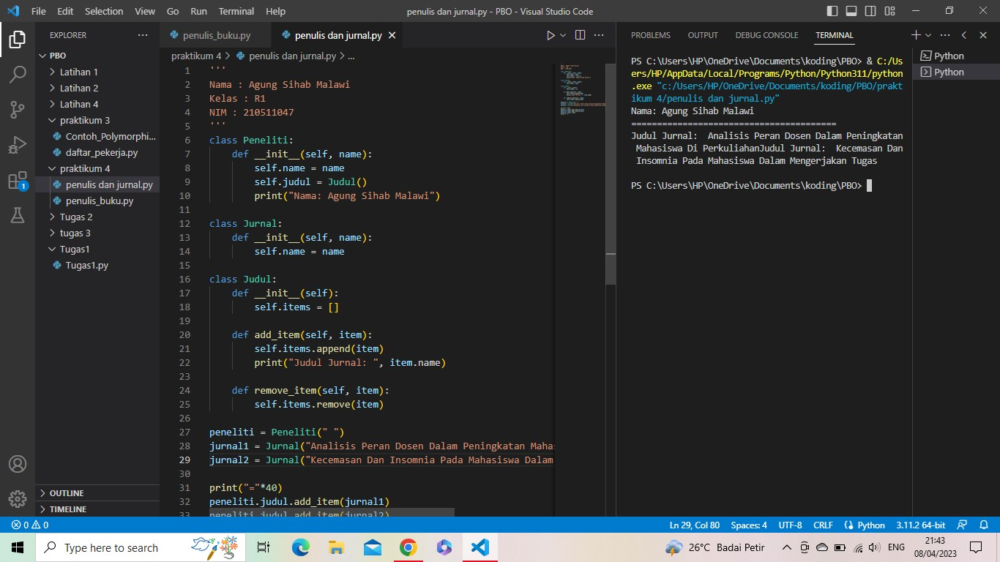 File Edit Selection View Go Run Terminal Help
penulis dan jurnal.py - PBO - Visual Studio Code
EXPLORER
PBO
Latihan 1
Latihan 2
Latihan 4
praktikum 3
Contoh_Polymorphi...
daftar_pekerja.py
praktikum 4
penulis dan jurnal.py
penulis_buku.py
Tugas 2
tugas 3
Tugas1
Tugas1.py
OUTLINE
TIMELINE
1
penulis_buku.py penulis dan jurnal.py
praktikum 4 > penulis dan jurnal.py > ...
1 '''
2 Nama : Agung Sihab Malawi
3 Kelas : R1
4 NIM : 210511047
5 '''
6 class Peneliti:
7 def __init__(self, name):
8 self.name = name
9 self.judul = Judul()
10 print("Nama: Agung Sihab Malawi")
11
12 class Jurnal:
13 def __init__(self, name):
14 self.name = name
15
16 class Judul:
17 def __init__(self):
18 self.items = []
19
20 def add_item(self, item):
21 self.items.append(item)
22 print("Judul Jurnal: ", item.name)
23
24 def remove_item(self, item):
25 self.items.remove(item)
26
27 peneliti = Peneliti(" ")
28 jurnal1 = Jurnal("Analisis Peran Dosen Dalam Peningkatan Mahas
29 jurnal2 = Jurnal("Kecemasan Dan Insomnia Pada Mahasiswa Dalam
30
31 print("="*40)
32 peneliti.judul.add_item(jurnal1)
33 peneliti.judul.add_item(jurnal2)
PROBLEMS OUTPUT DEBUG CONSOLE TERMINAL
PS C:\Users\HP\OneDrive\Documents\koding\PBO> & C:/Us
ers/HP/AppData/Local/Programs/Python/Python311/python
.exe "c:/Users/HP/OneDrive/Documents/koding/PBO/prakt
ikum 4/penulis dan jurnal.py"
Nama: Agung Sihab Malawi
========================================
Judul Jurnal:  Analisis Peran Dosen Dalam Peningkatan
Mahasiswa Di PerkuliahanJudul Jurnal:  Kecemasan Dan
Insomnia Pada Mahasiswa Dalam Mengerjakan Tugas
PS C:\Users\HP\OneDrive\Documents\koding\PBO>
Python
Python
0 0
Ln 29, Col 80 Spaces: 4 UTF-8 CRLF Python 3.11.2 64-bit
Type here to search
26°C Badai Petir ENG
21:43
08/04/2023